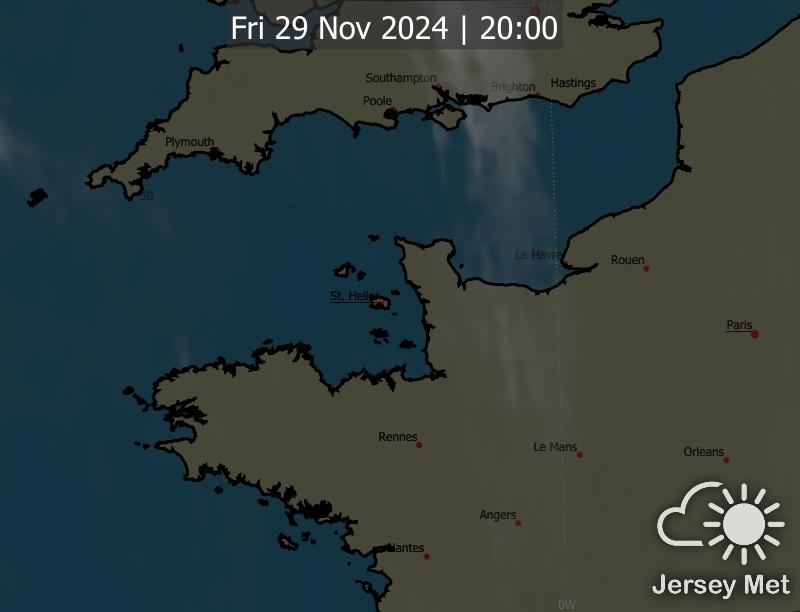 London
0W
Fri 29 Nov 2024 | 20:00
Southampton
Brighton
Hastings
Poole
Plymouth
50
Le Havre
Rouen
St. Helier
Paris
Rennes
Le Mans
Orleans
Angers
Nantes
Jersey Met
0W